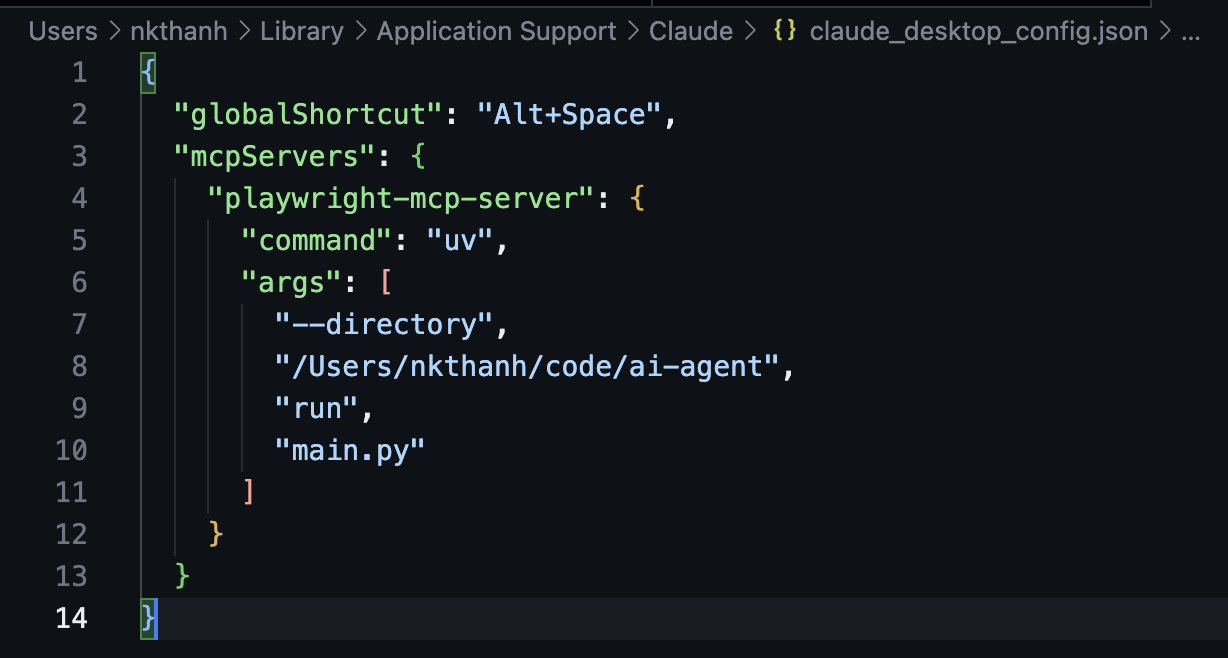 Users > nkthanh > Library > Application Support > Claude > {} claude_desktop_config.json > ...
1 {
2   "globalShortcut": "Alt+Space",
3   "mcpServers": {
4     "playwright-mcp-server": {
5       "command": "uv",
6       "args": [
7         "--directory",
8         "/Users/nkthanh/code/ai-agent",
9         "run",
10         "main.py"
11       ]
12     }
13   }
14 }